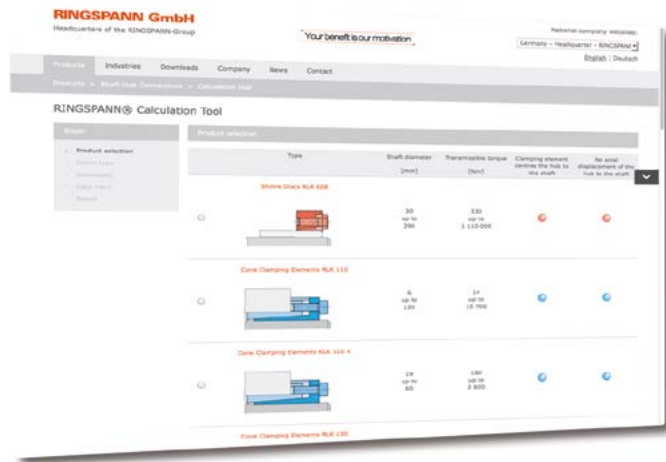 RINGSPANN GmbH
Headquarters of the RINGSPANN-Group
Your benefit is our motivation
National company websites:
Germany - Headquarter - RINGSPANN
English | Deutsch
Products Industries Downloads Company News Contact
Products > Shaft-Hub-Connections > Calculation Tool
RINGSPANN® Calculation Tool
Steps
Product selection
Product selection
Type
Shaft diameter
[mm]
Transmissible torque
[Nm]
Clamping element
centres the hub to
the shaft
No axial
displacement of the
hub to the shaft
Shrink Discs RLK 608
30
up to
390
330
up to
1 110 000
Cone Clamping Elements RLK 110
6
up to
14
up to
Cone Clamping Elements RLK 110 K
19
up to
60
180
up to
2 600
Cone Clamping Elements RLK 130